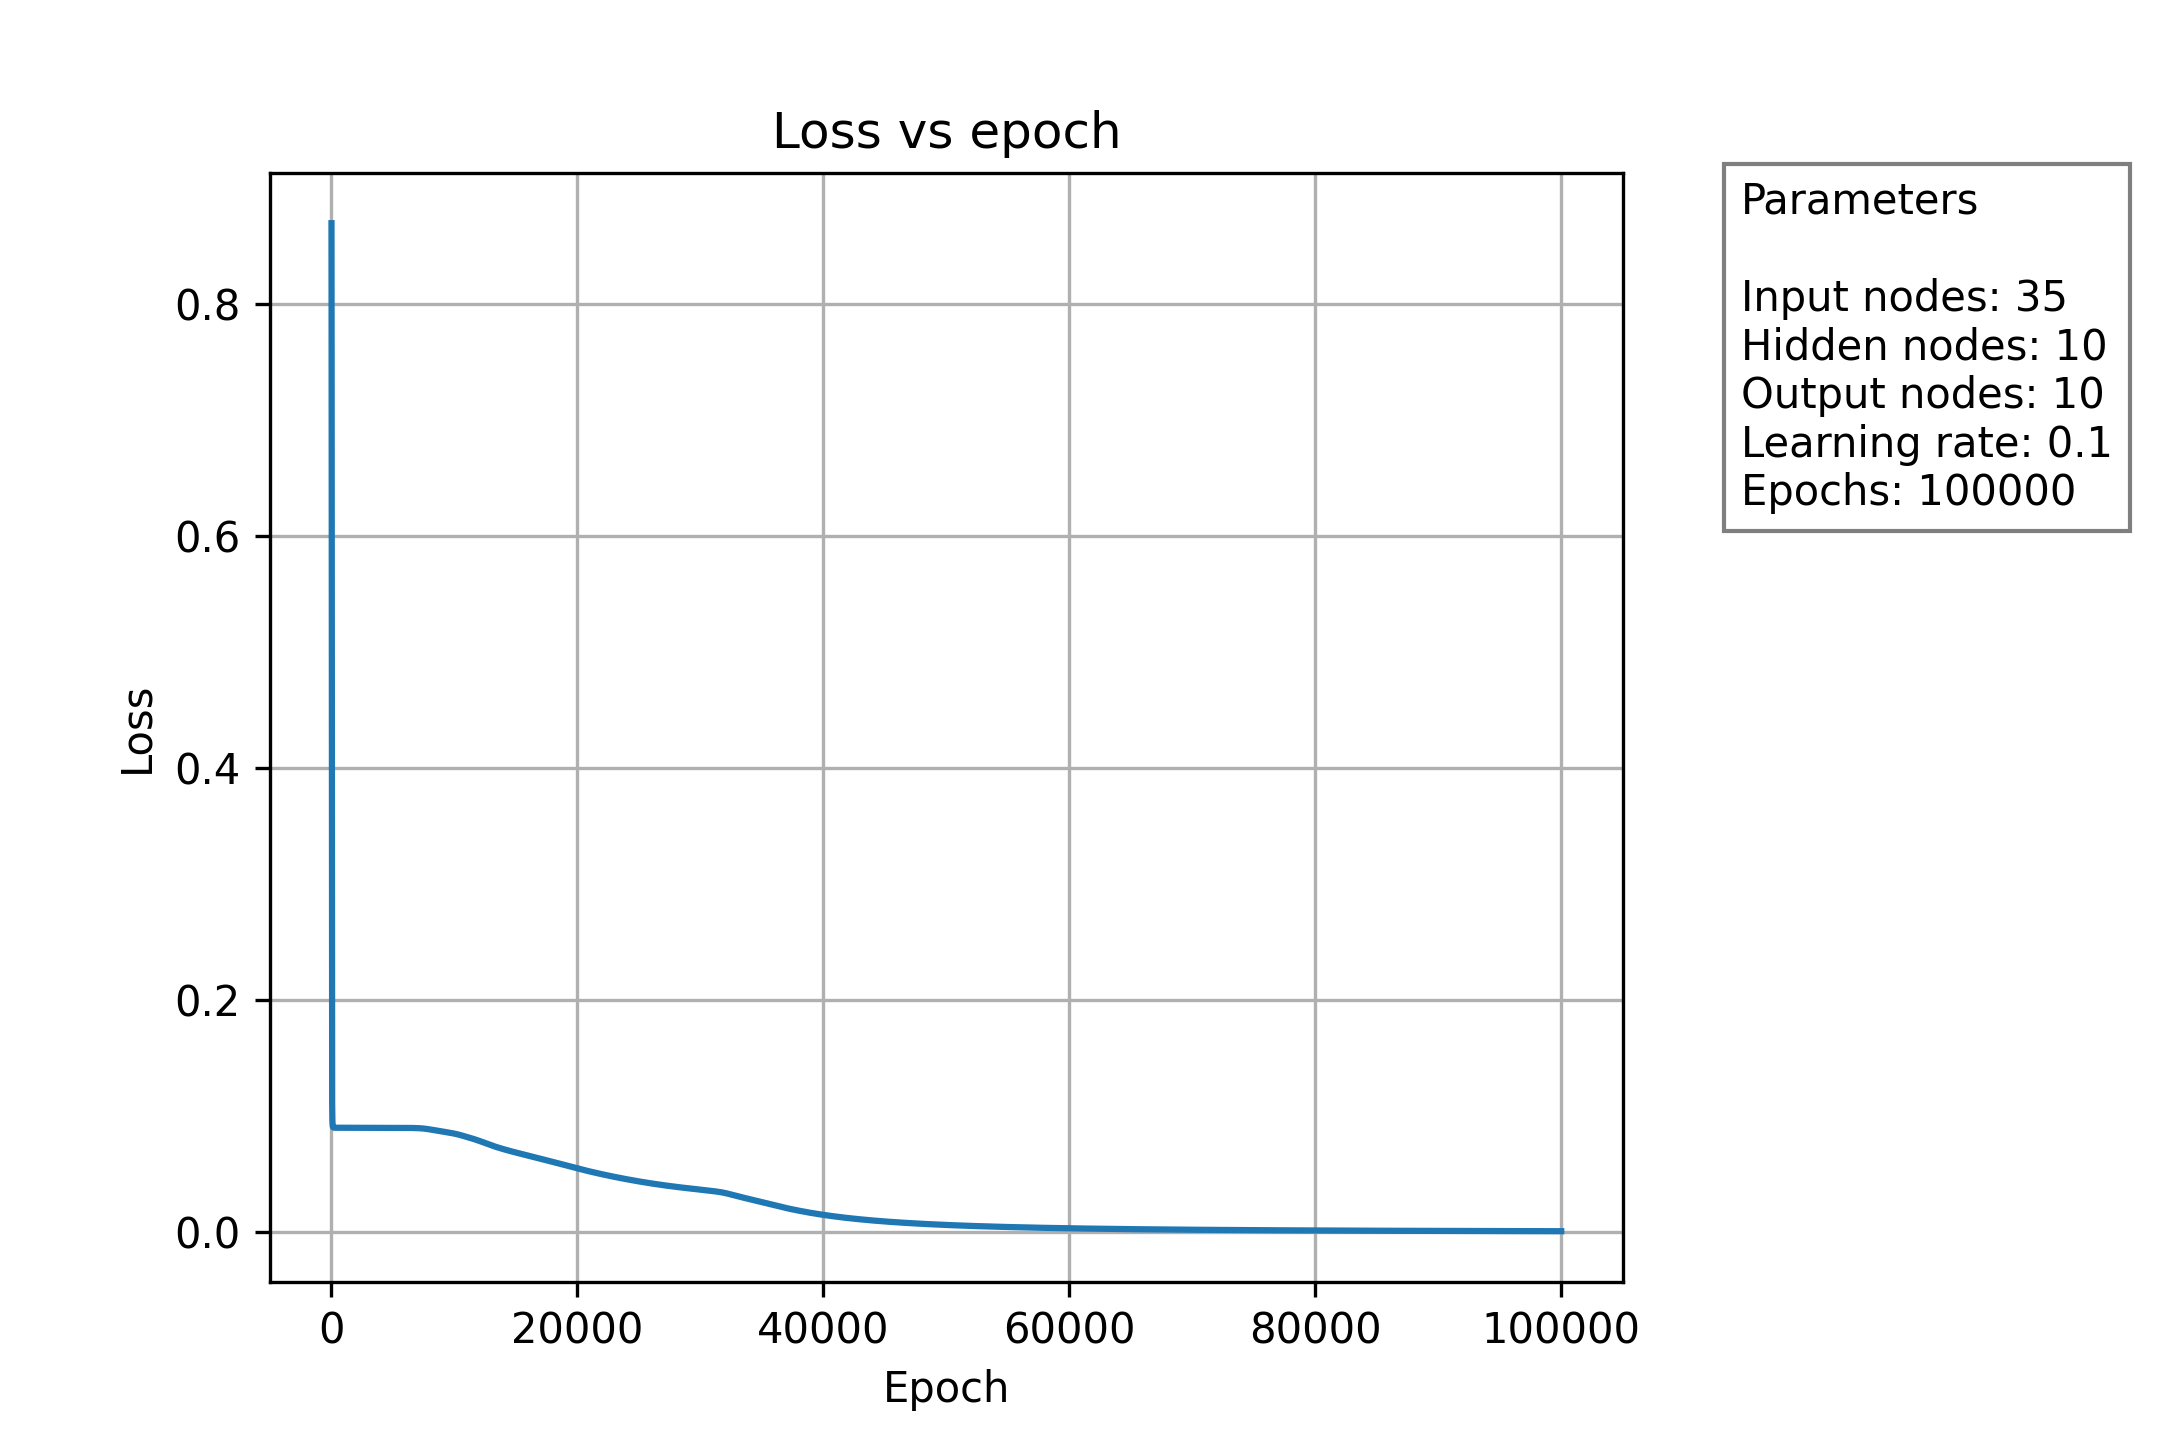 Loss vs epoch
Loss
0.8
0.6
0.4
0.2
0.0
0
20000
40000
60000
80000
100000
Epoch
Parameters
Input nodes: 35
Hidden nodes: 10
Output nodes: 10
Learning rate: 0.1
Epochs: 100000